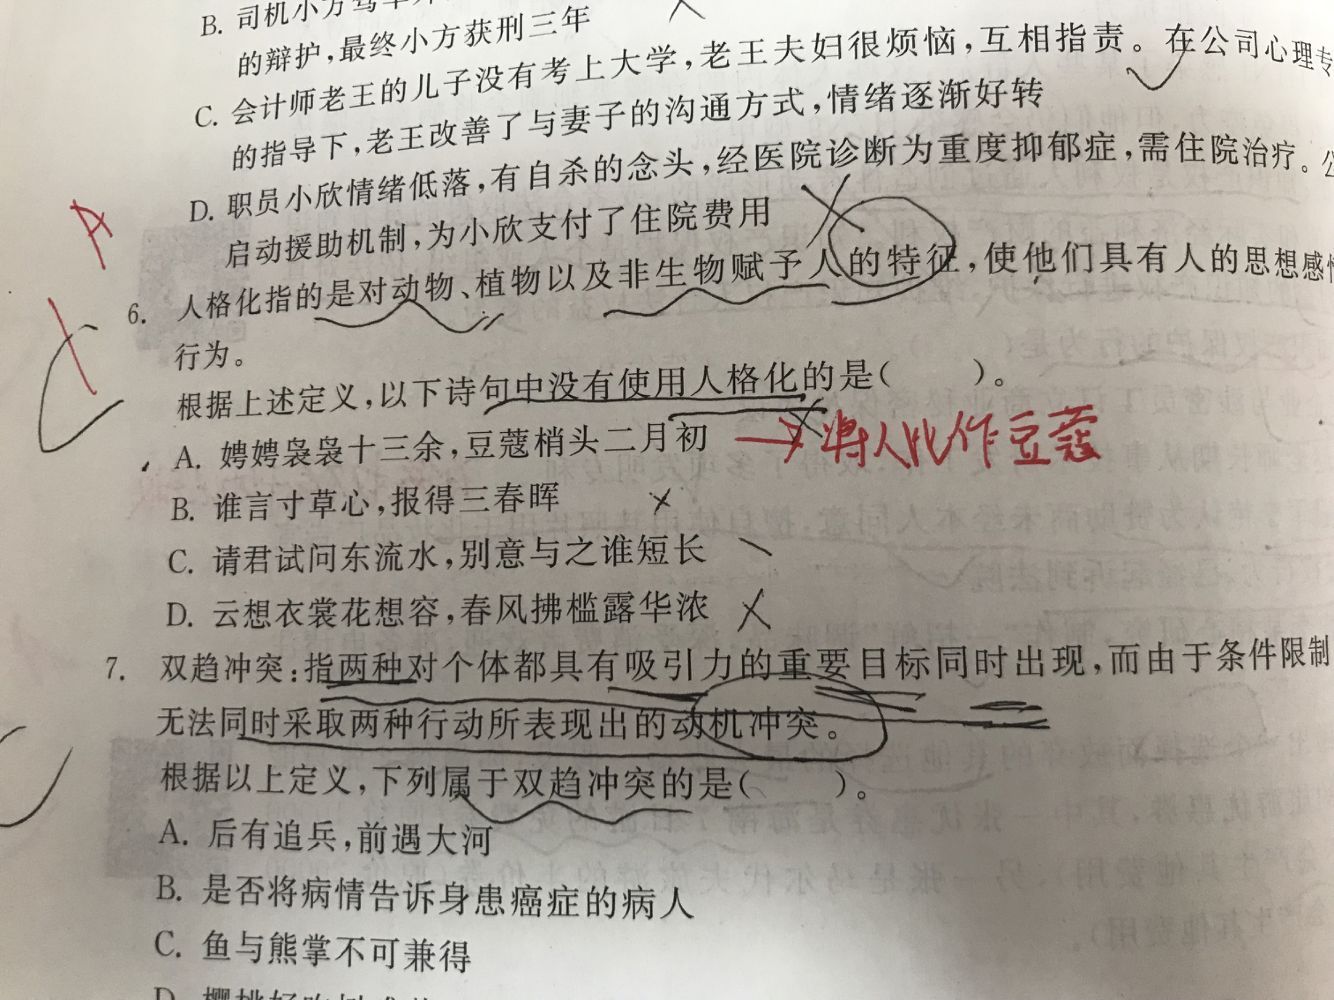 B. 司机小方驾车
的辩护,最终小方获刑三年
C. 会计师老王的儿子没有考上大学,老王夫妇很烦恼,互相指责。在公司心理专
的指导下,老王改善了与妻子的沟通方式,情绪逐渐好转
D. 职员小欣情绪低落,有自杀的念头,经医院诊断为重度抑郁症,需住院治疗。公
启动援助机制,为小欣支付了住院费用
A
6. 人格化指的是对动物、植物以及非生物赋予人的特征,使他们具有人的思想感情
行为。
C
根据上述定义,以下诗句中没有使用人格化的是(　　)。
A. 娉娉袅袅十三余,豆蔻梢头二月初 → 将人比作豆蔻
B. 谁言寸草心,报得三春晖
C. 请君试问东流水,别意与之谁短长
D. 云想衣裳花想容,春风拂槛露华浓
7. 双趋冲突:指两种对个体都具有吸引力的重要目标同时出现,而由于条件限制
无法同时采取两种行动所表现出的动机冲突。
根据以上定义,下列属于双趋冲突的是(　　)。
A. 后有追兵,前遇大河
B. 是否将病情告诉身患癌症的病人
C. 鱼与熊掌不可兼得